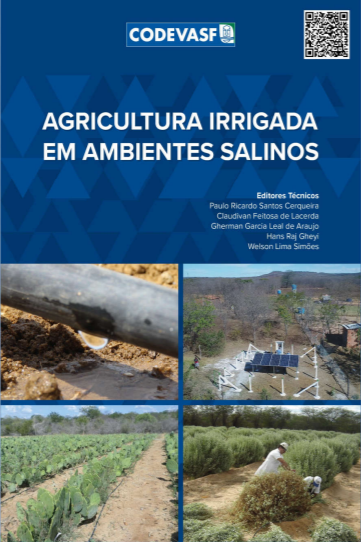 CODEVASF
AGRICULTURA IRRIGADA
EM AMBIENTES SALINOS
Editores Técnicos
Paulo Ricardo Santos Cerqueira
Claudivan Feitosa de Lacerda
Gherman Garcia Leal de Araujo
Hans Raj Gheyi
Welson Lima Simões